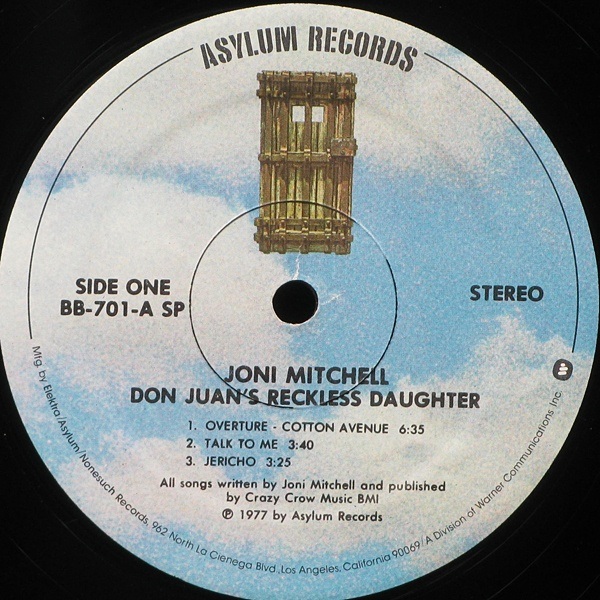 ASYLUM RECORDS
SIDE ONE
BB-701-A SP
STEREO
JONI MITCHELL
DON JUAN'S RECKLESS DAUGHTER
1. OVERTURE - COTTON AVENUE 6:35
2. TALK TO ME 3:40
3. JERICHO 3:25
All songs written by Joni Mitchell and published
by Crazy Crow Music BMI
℗ 1977 by Asylum Records
Mfg. by Elektra/Asylum/Nonesuch Records, 962 North La Cienega Blvd., Los Angeles, California 90069/A Division of Warner Communications Inc.